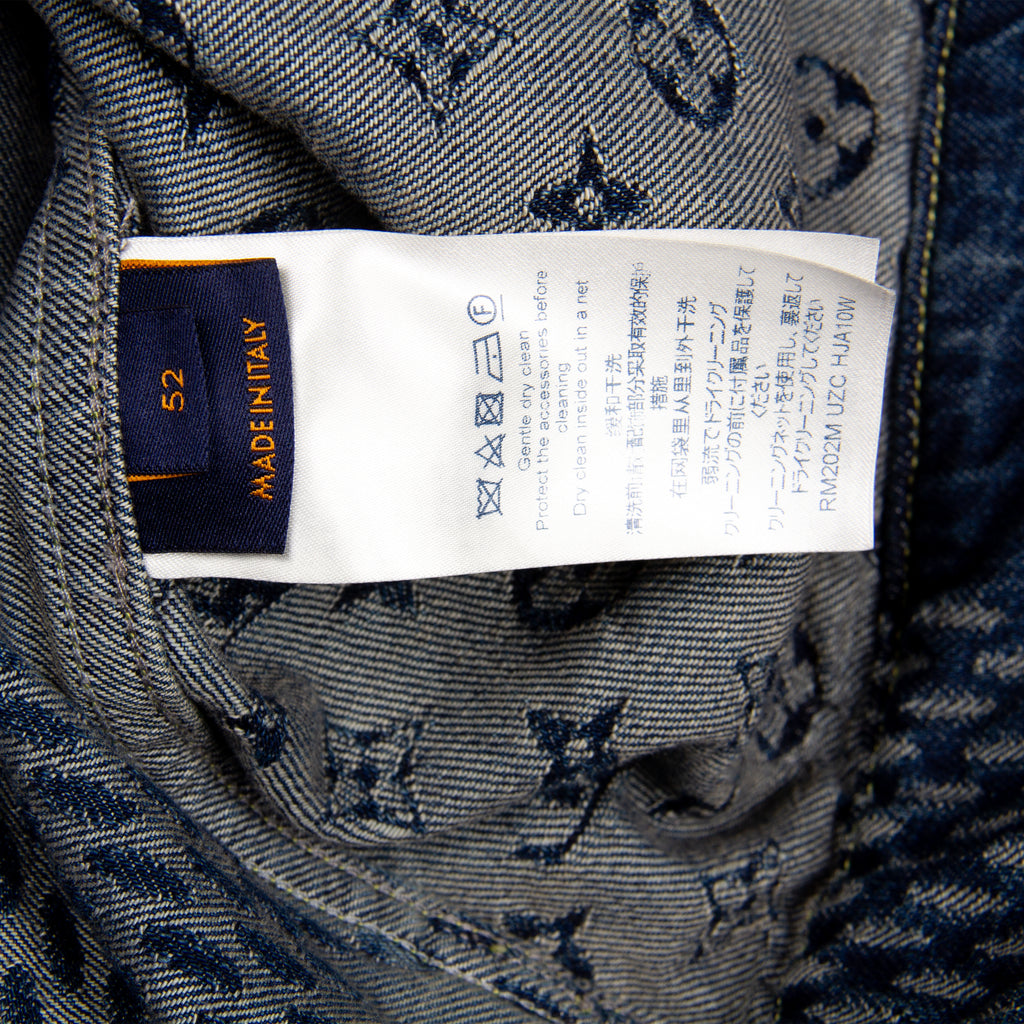 52
MADE IN ITALY
F
Gentle dry clean
Protect the accessories before
cleaning
Dry clean inside out in a net
缓和干洗
清洗前请对配饰部分采取有效的保护
措施
在网袋里从里到外干洗
弱流でドライクリーニング
クリーニングの前に付属品を保護して
ください
クリーニングネットを使用し、裏返して
ドライクリーニングしてください
RM202M UZC HJA10W